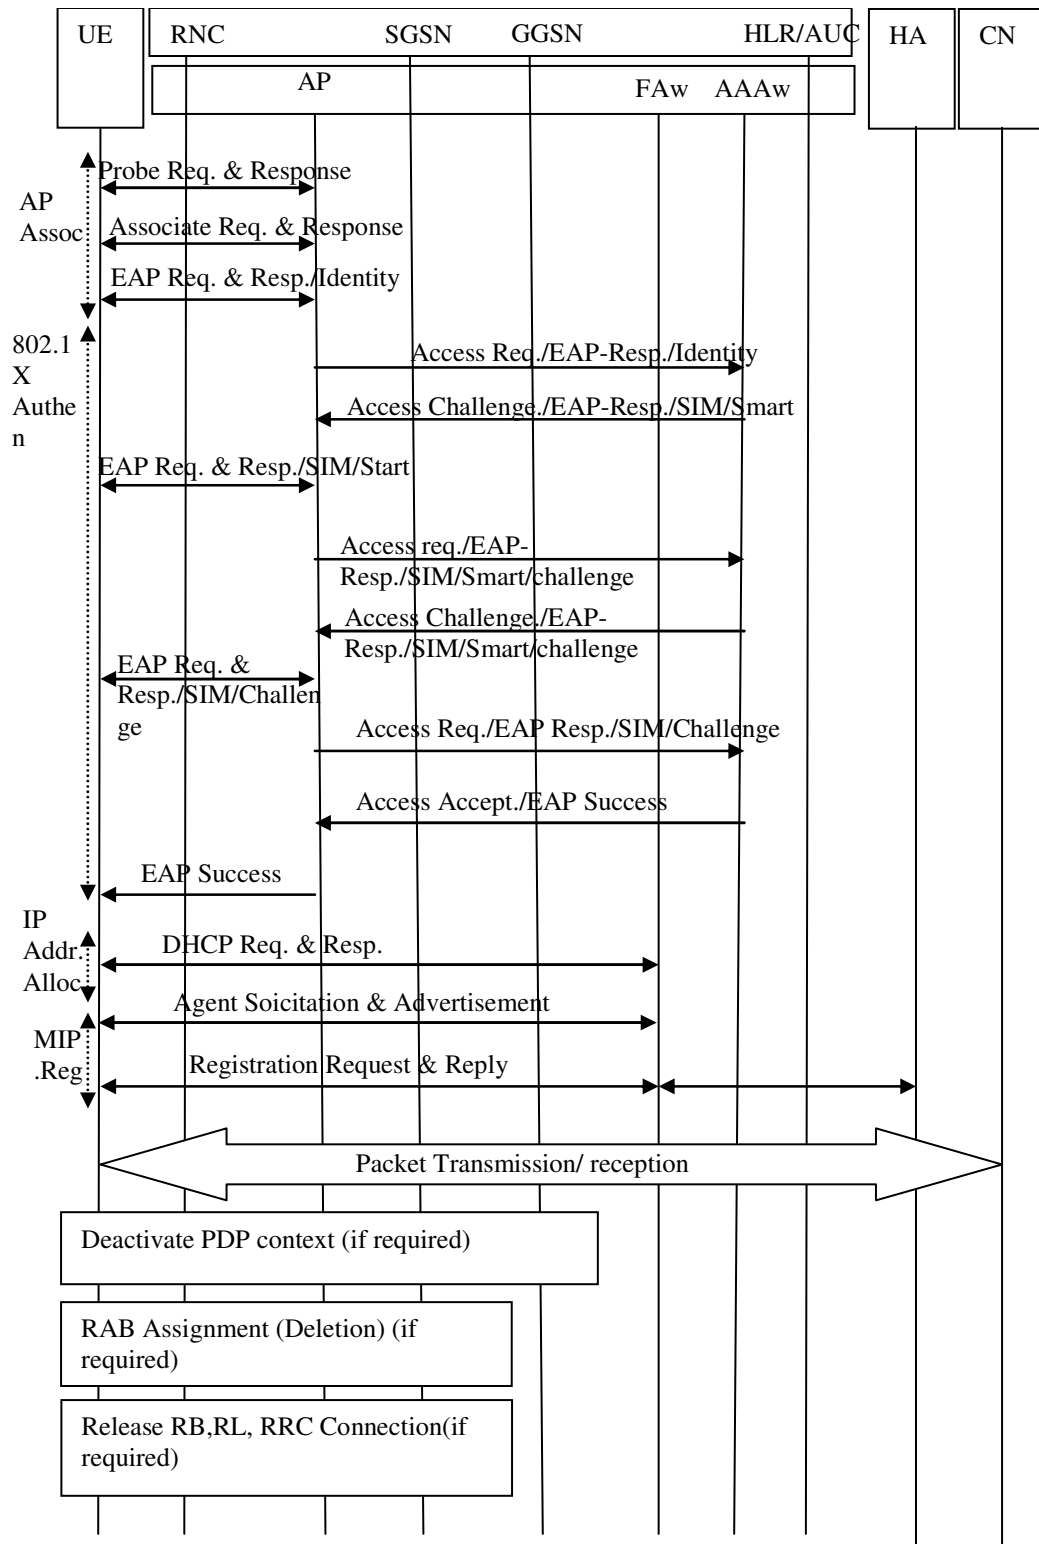 UE
RNC
SGSN
GGSN
HLR/AUC
HA
CN
AP
FAw
AAAw
Probe Req. & Response
AP
Assoc
Associate Req. & Response
EAP Req. & Resp./Identity
802.1
X
Authe
n
Access Req./EAP-Resp./Identity
Access Challenge./EAP-Resp./SIM/Smart
EAP Req. & Resp./SIM/Start
Access req./EAP-
Resp./SIM/Smart/challenge
Access Challenge./EAP-
Resp./SIM/Smart/challenge
EAP Req. &
Resp./SIM/Challen
ge
Access Req./EAP Resp./SIM/Challenge
Access Accept./EAP Success
EAP Success
IP
Addr.
Alloc
DHCP Req. & Resp.
Agent Soicitation & Advertisement
MIP
.Reg
Registration Request & Reply
Packet Transmission/ reception
Deactivate PDP context (if required)
RAB Assignment (Deletion) (if
required)
Release RB,RL, RRC Connection(if
required)